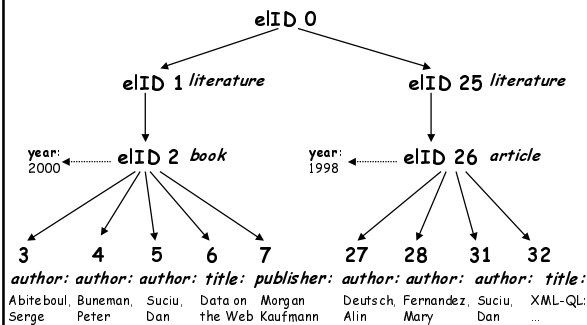 elID 0
elID 1 literature
elID 25 literature
year:
2000
elID 2 book
year:
1998
elID 26 article
3 4 5 6 7 27 28 31 32
author: author: author: title: publisher: author: author: author: title:
Abiteboul, Buneman, Suciu, Data on Morgan Deutsch, Fernandez, Suciu, XML-QL:
Serge Peter Dan the Web Kaufmann Alin Mary Dan ...